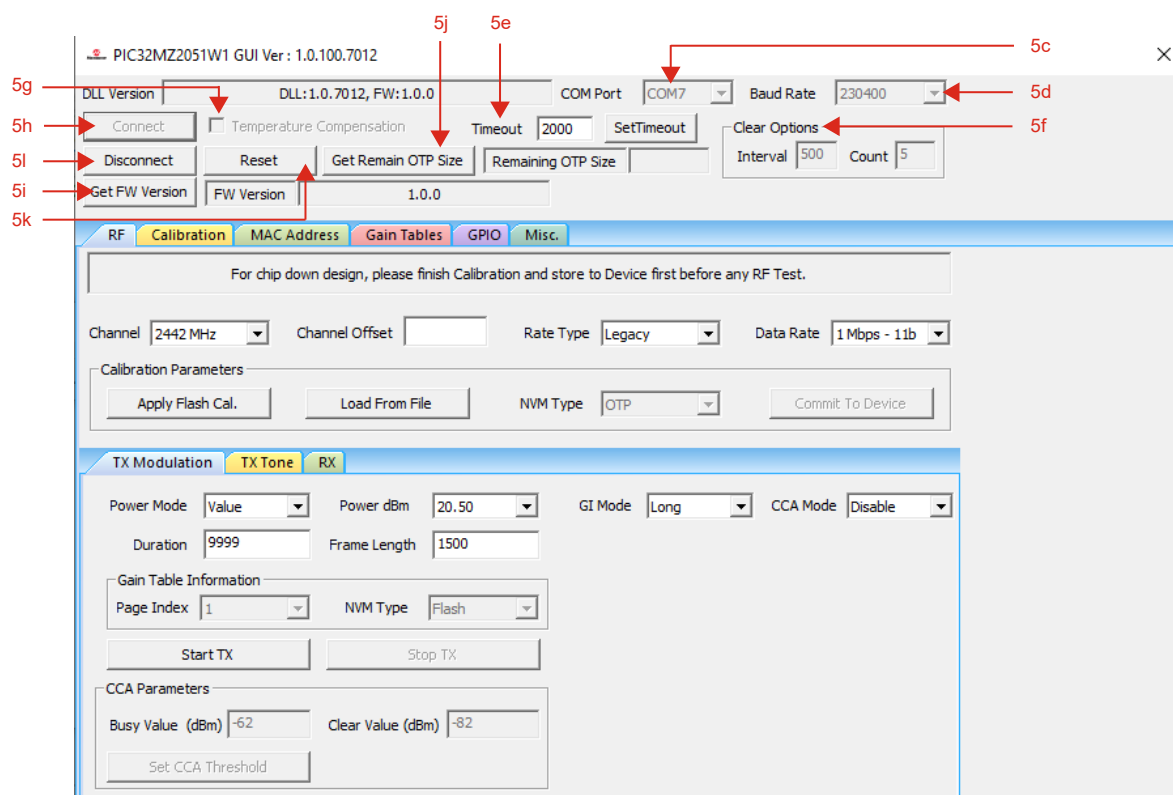 5j 5e
5c
PIC32MZ2051W1 GUI Ver : 1.0.100.7012
5g
DLL Version DLL:1.0.7012, FW:1.0.0 COM Port COM7 Baud Rate 230400 5d
5h Connect Temperature Compensation Timeout 2000 SetTimeout Clear Options 5f
5l Disconnect Reset Get Remain OTP Size Remaining OTP Size Interval 500 Count 5
5i Get FW Version FW Version 1.0.0
5k
RF Calibration MAC Address Gain Tables GPIO Misc.
For chip down design, please finish Calibration and store to Device first before any RF Test.
Channel 2442 MHz Channel Offset Rate Type Legacy Data Rate 1 Mbps - 11b
Calibration Parameters
Apply Flash Cal. Load From File NVM Type OTP Commit To Device
TX Modulation TX Tone RX
Power Mode Value Power dBm 20.50 GI Mode Long CCA Mode Disable
Duration 9999 Frame Length 1500
Gain Table Information
Page Index 1 NVM Type Flash
Start TX Stop TX
CCA Parameters
Busy Value (dBm) -62 Clear Value (dBm) -82
Set CCA Threshold